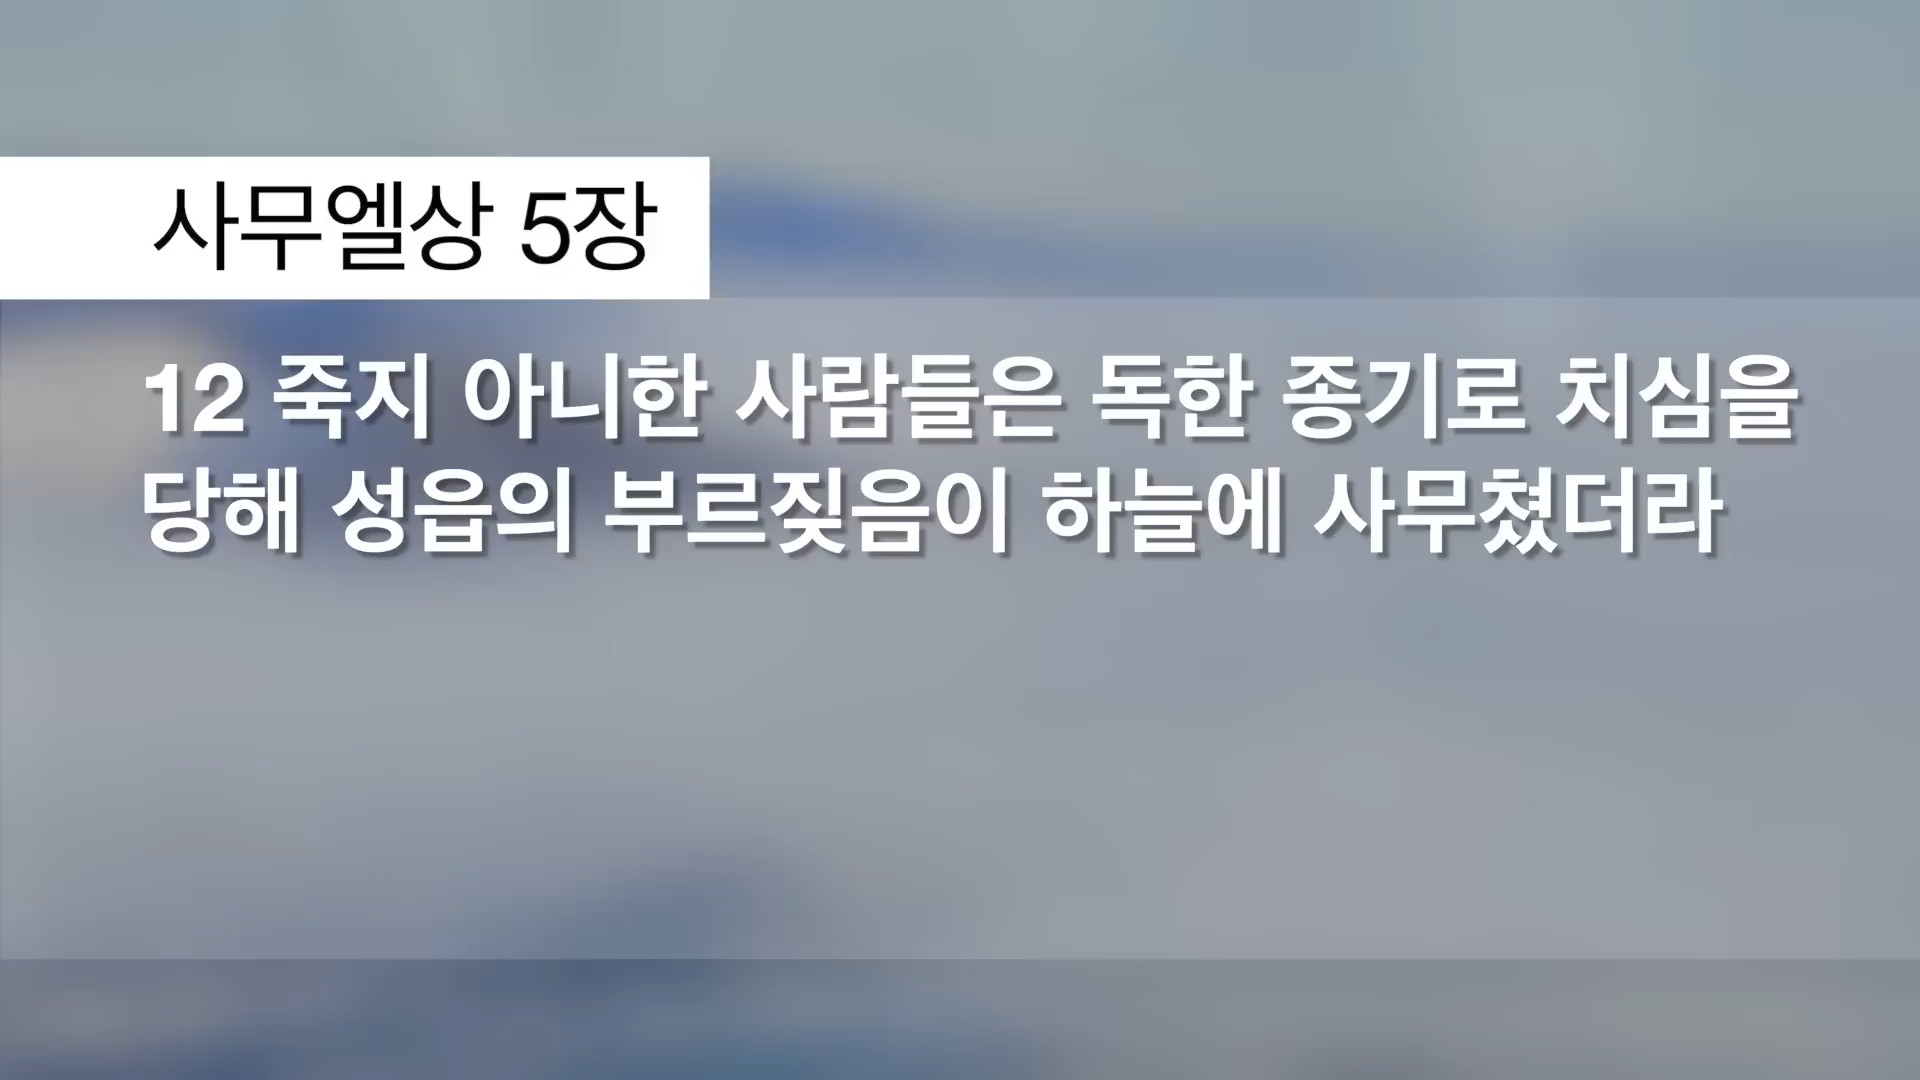 사무엘상 5장
12 죽지 아니한 사람들은 독한 종기로 치심을
당해 성읍의 부르짖음이 하늘에 사무쳤더라